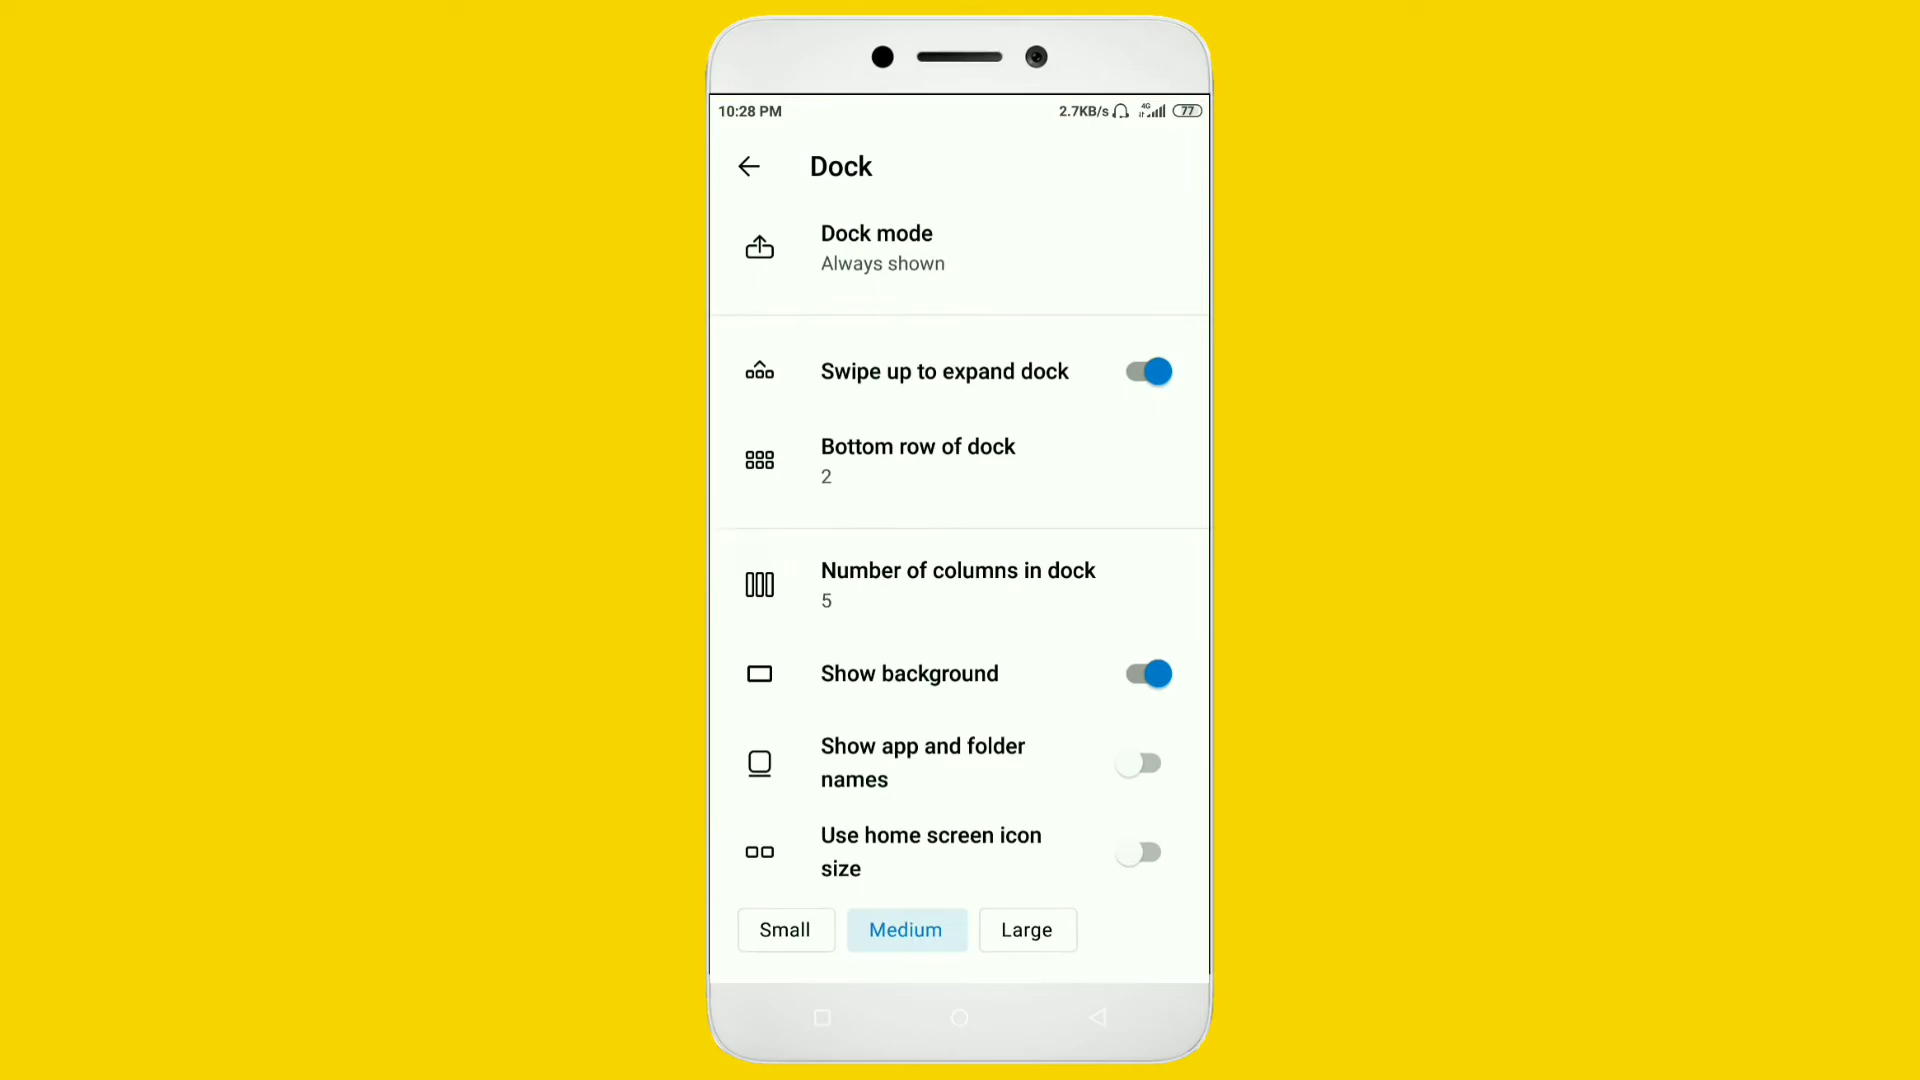 10:28 PM 2.7KB/s 4G 77
Dock
Dock mode
Always shown
Swipe up to expand dock
Bottom row of dock
2
Number of columns in dock
5
Show background
Show app and folder
names
Use home screen icon
size
Small Medium Large